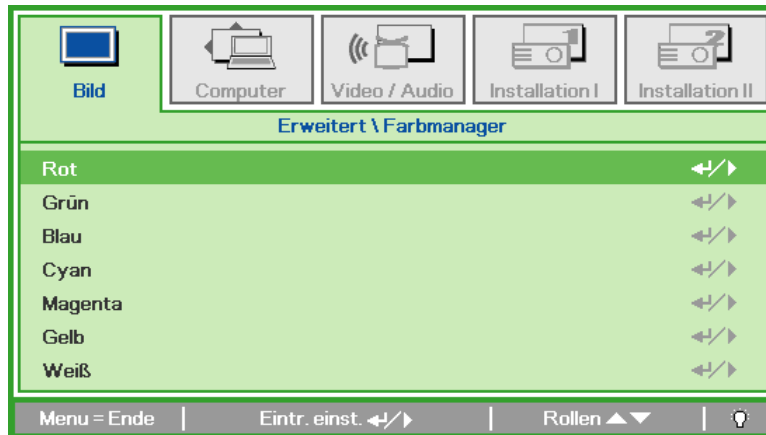 Bild
Computer
Video / Audio
Installation I
Installation II
Erweitert \ Farbmanager
Rot
Grün
Blau
Cyan
Magenta
Gelb
Weiß
Menu = Ende
Eintr. einst. ↵/▶
Rollen ▲▼